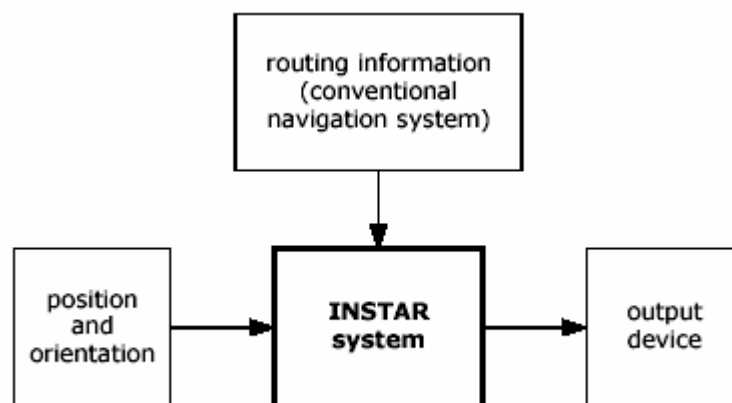 routing information
(conventional
navigation system)
position
and
orientation
INSTAR
system
output
device